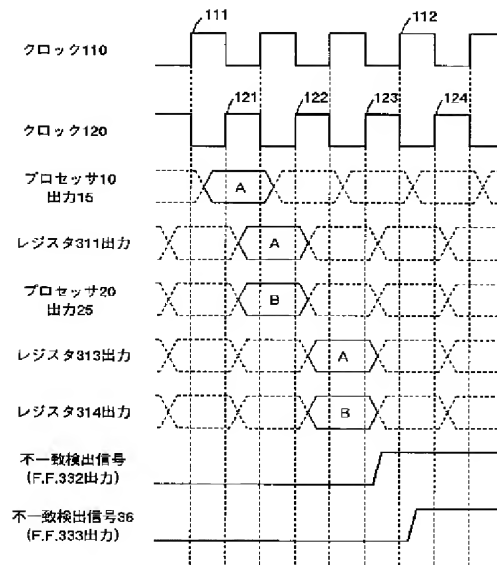 111
112
クロック110
121
122
123
124
クロック120
プロセッサ10
出力15
A
レジスタ311出力
A
プロセッサ20
出力25
B
レジスタ313出力
A
レジスタ314出力
B
不一致検出信号
(F.F.332出力)
不一致検出信号36
(F.F.333出力)